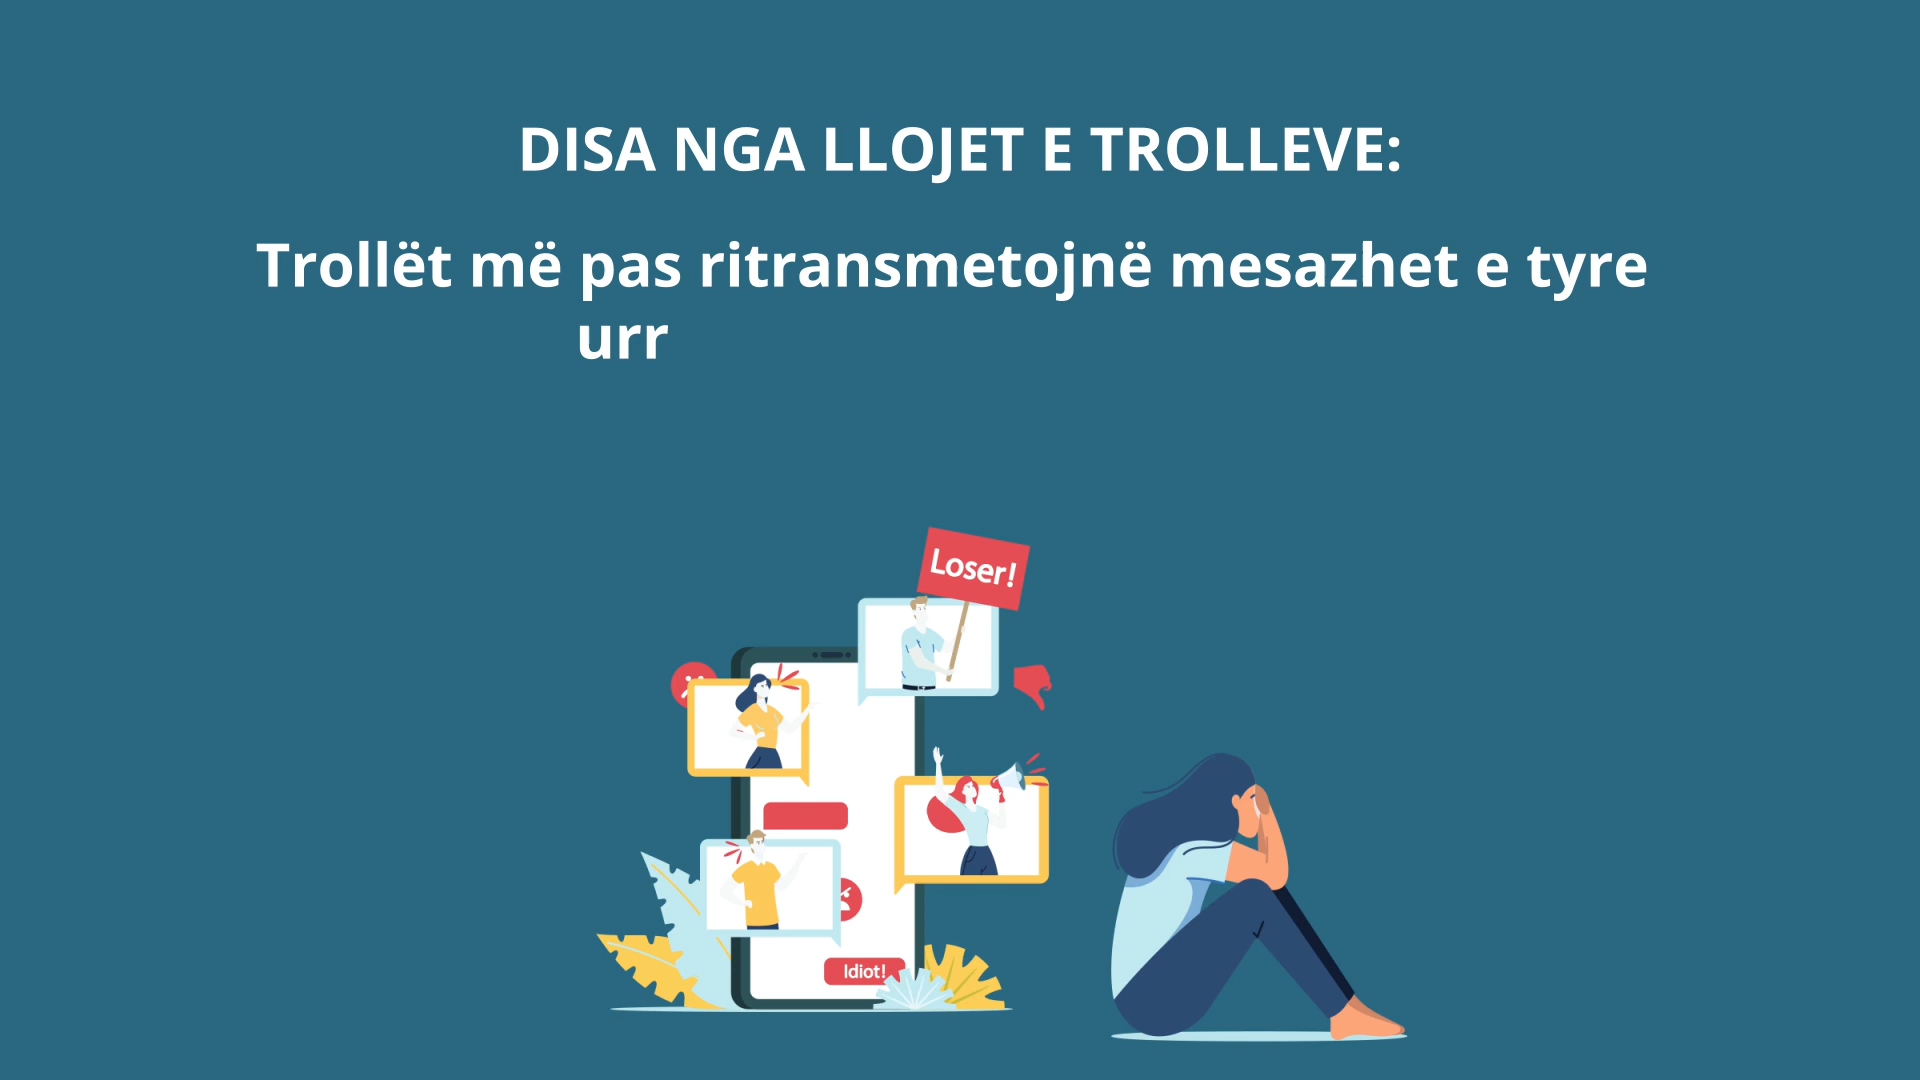 DISA NGA LLOJET E TROLLEVE:
Trollët më pas ritransmetojnë mesazhet e tyre
urr
Loser!
Idiot!